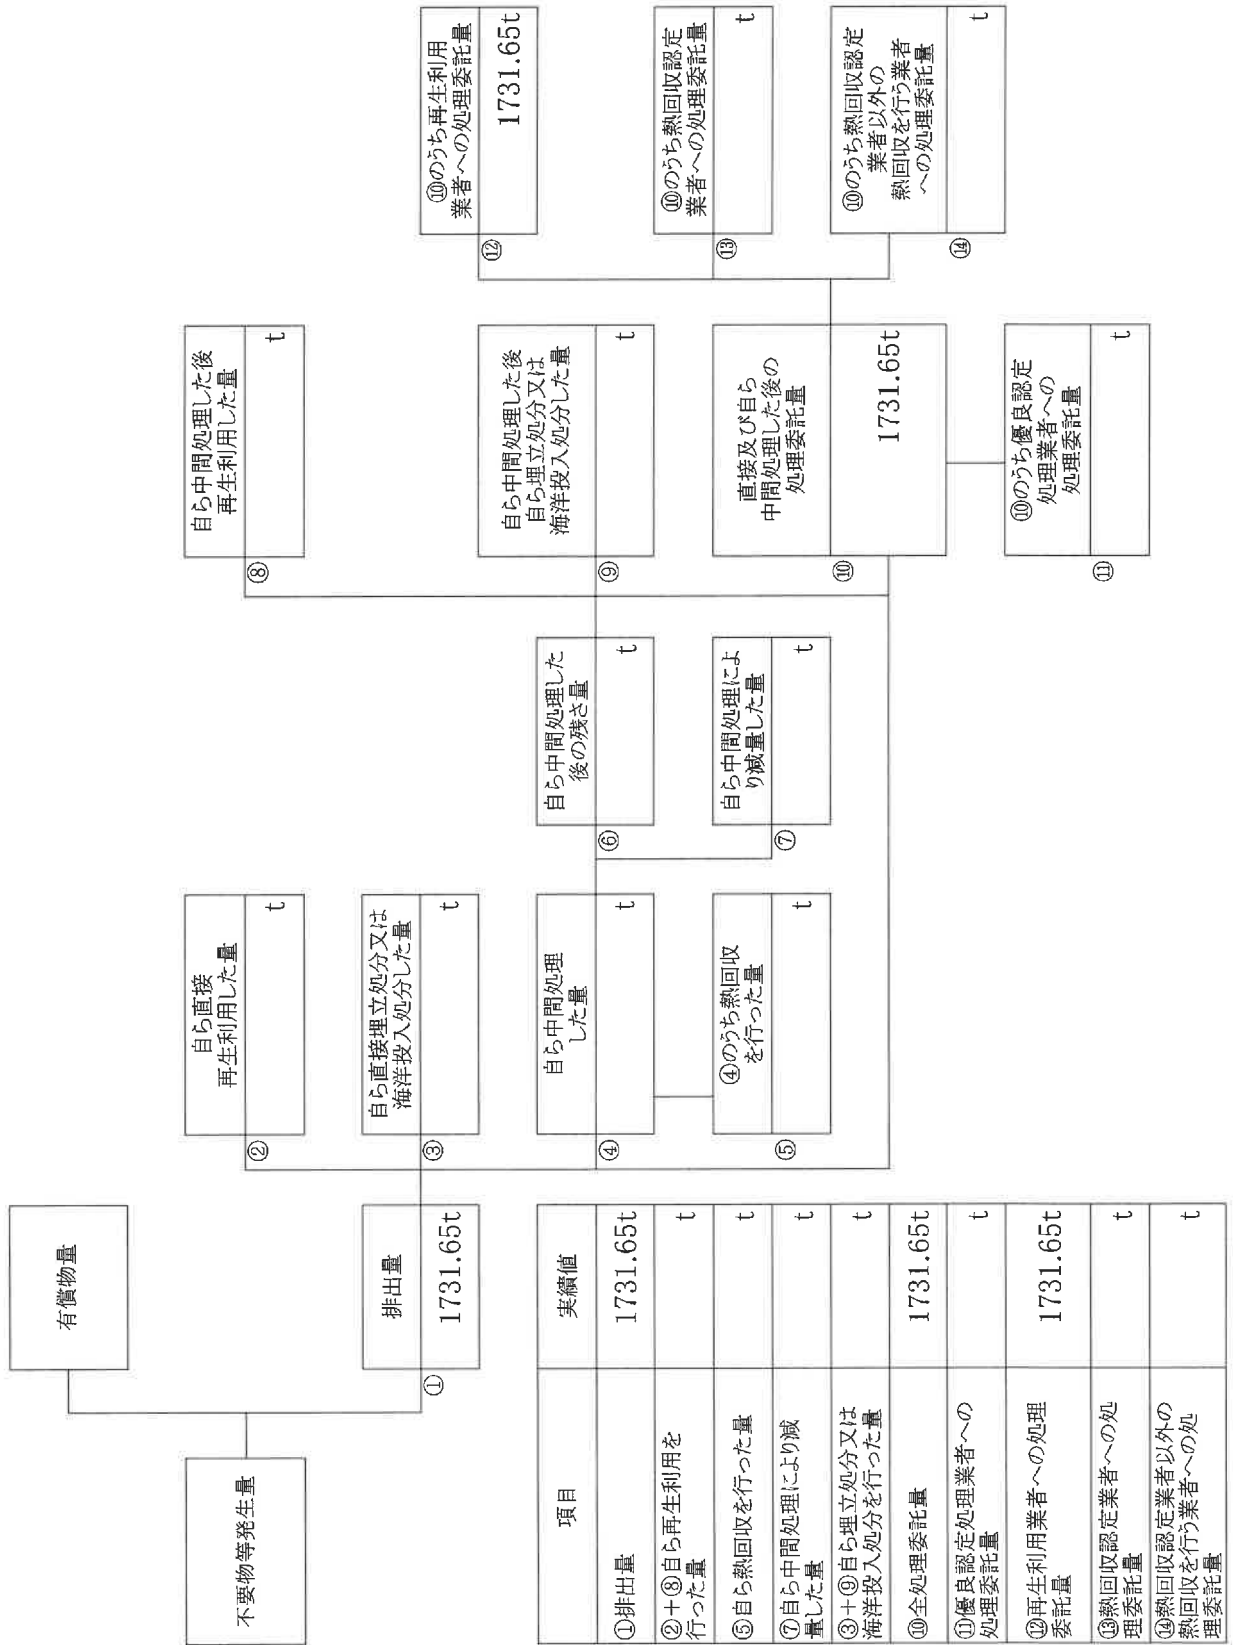 有償物量
不要物等発生量
排出量
①
1731.65t
自ら直接
再生利用した量
②
t
自ら直接埋立処分又は
海洋投入処分した量
③
t
自ら中間処理
した量
④
t
④のうち熱回収
を行った量
⑤
t
自ら中間処理した
後の残さ量
⑥
t
自ら中間処理によ
り減量した量
⑦
t
自ら中間処理した後
再生利用した量
⑧
t
自ら中間処理した後
自ら埋立処分又は
海洋投入処分した量
⑨
t
直接及び自ら
中間処理した後の
処理委託量
⑩
1731.65t
⑩のうち優良認定
処理業者への
処理委託量
⑪
t
⑩のうち再生利用
業者への処理委託量
⑫
1731.65t
⑩のうち熱回収認定
業者への処理委託量
⑬
t
⑩のうち熱回収認定
業者以外の
熱回収を行う業者
への処理委託量
⑭
t
項目 実績値
①排出量 1731.65t
②+⑧自ら再生利用を
行った量 t
⑤自ら熱回収を行った量 t
⑦自ら中間処理により減
量した量 t
③+⑨自ら埋立処分又は
海洋投入処分を行った量 t
⑩全処理委託量 1731.65t
⑪優良認定処理業者への
処理委託量 t
⑫再生利用業者への処理
委託量 1731.65t
⑬熱回収認定業者への処
理委託量 t
⑭熱回収認定業者以外の
熱回収を行う業者への処
理委託量 t